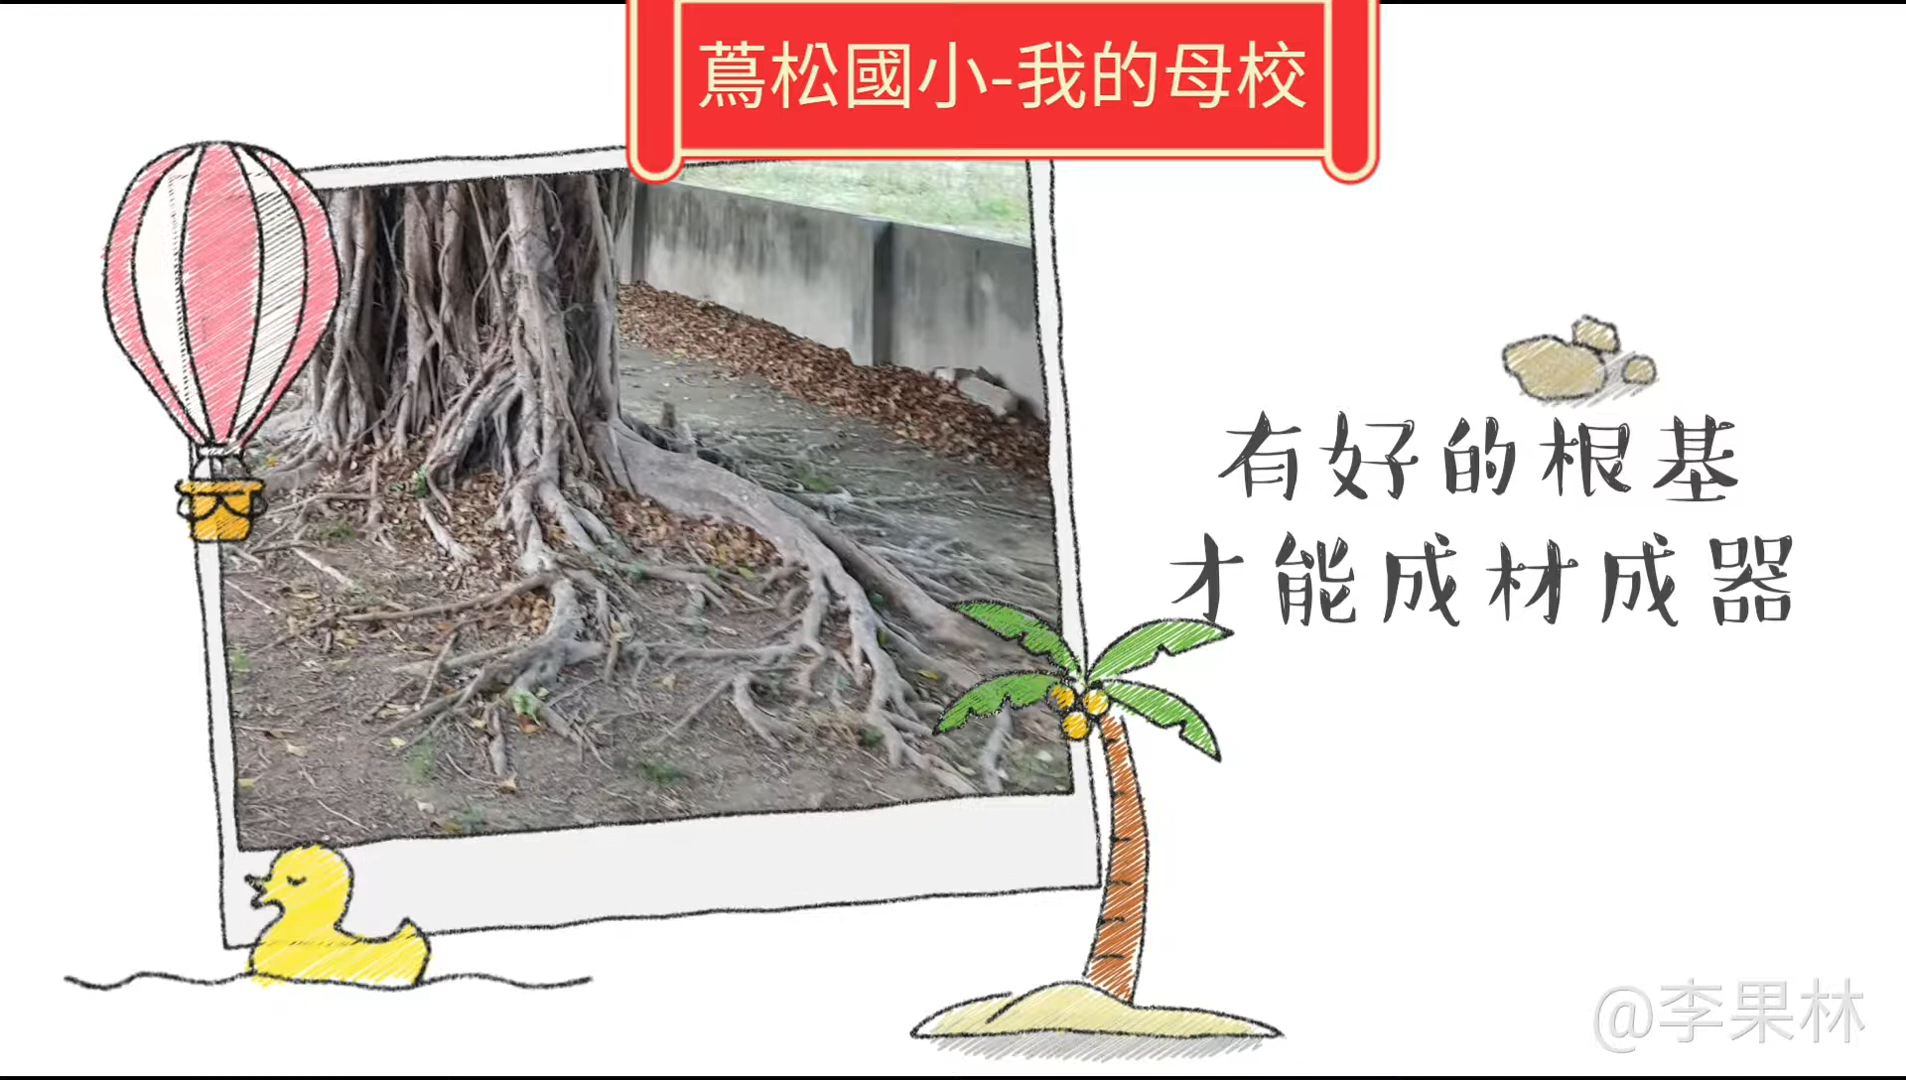 蔦松國小-我的母校
有好的根基
才能成材成器
@李果林